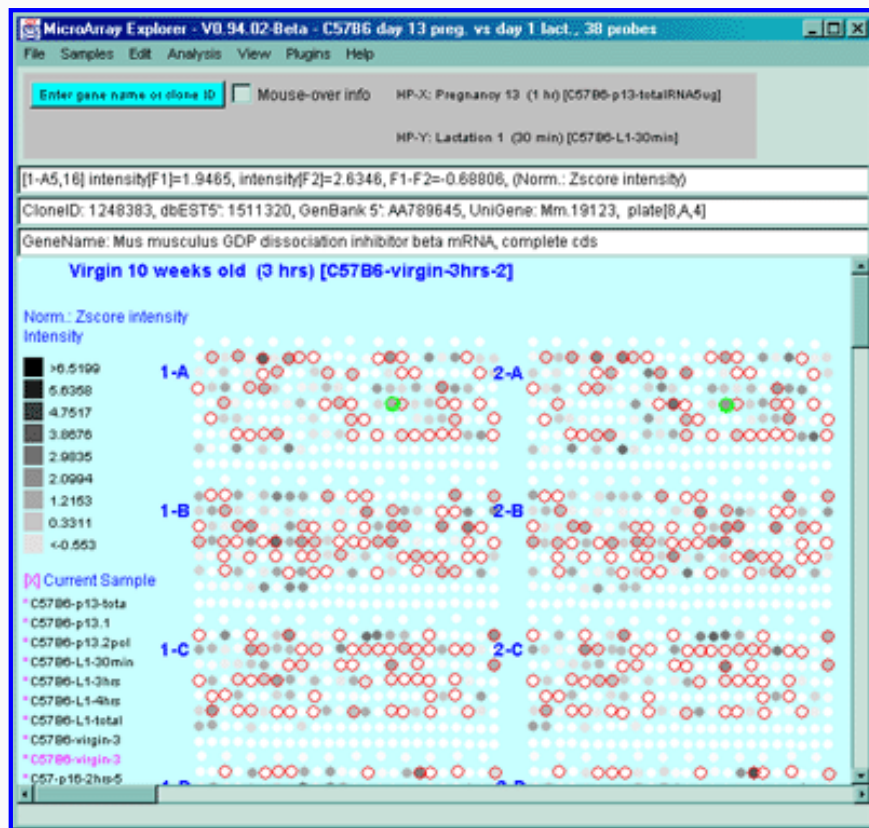 MicroArray Explorer - V0.94.02-Beta - C57B6 day 13 preg. vs day 1 lact., 38 probes
File Samples Edit Analysis View Plugins Help
Enter gene name or clone ID Mouse-over info HP-X: Pregnancy 13 (1 hr) [C57B6-p13-totalRNA5ug]
HP-Y: Lactation 1 (30 min) [C57B6-L1-30min]
[1-A5,16] intensity[F1]=1.9465, intensity[F2]=2.6346, F1-F2=-0.68806, (Norm.: Zscore intensity)
CloneID: 1248383, dbEST5': 1511320, GenBank 5': AA789645, UniGene: Mm.19123, plate[8,A,4]
GeneName: Mus musculus GDP dissociation inhibitor beta mRNA, complete cds
Virgin 10 weeks old (3 hrs) [C57B6-virgin-3hrs-2]
Norm.: Zscore intensity
Intensity
>6.5199
5.6358
4.7517
3.8676
2.9835
2.0994
1.2153
0.3311
<-0.553
1-A 2-A
1-B 2-B
1-C 2-C
[X] Current Sample
*C57B6-p13-tota
*C57B6-p13.1
*C57B6-p13.2pol
*C57B6-L1-30min
*C57B6-L1-3hrs
*C57B6-L1-4hrs
*C57B6-L1-total
*C57B6-virgin-3
*C57B6-virgin-3
*C57-p16-2hrs-5